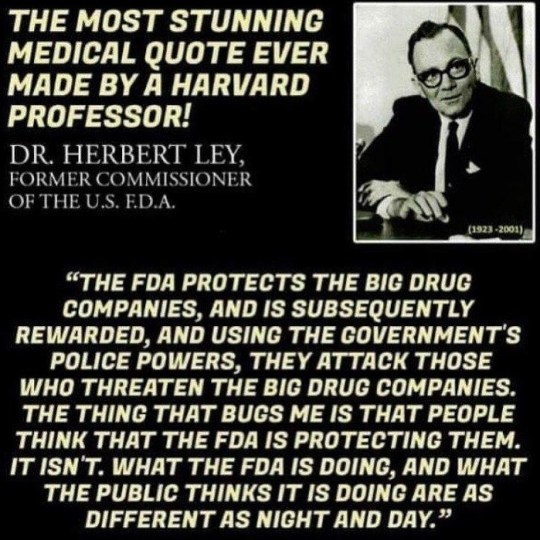 THE MOST STUNNING
MEDICAL QUOTE EVER
MADE BY A HARVARD
PROFESSOR!
DR. HERBERT LEY,
FORMER COMMISSIONER
OF THE U.S. F.D.A.
(1923-2001)
“THE FDA PROTECTS THE BIG DRUG
COMPANIES, AND IS SUBSEQUENTLY
REWARDED, AND USING THE GOVERNMENT'S
POLICE POWERS, THEY ATTACK THOSE
WHO THREATEN THE BIG DRUG COMPANIES.
THE THING THAT BUGS ME IS THAT PEOPLE
THINK THAT THE FDA IS PROTECTING THEM.
IT ISN'T. WHAT THE FDA IS DOING, AND WHAT
THE PUBLIC THINKS IT IS DOING ARE AS
DIFFERENT AS NIGHT AND DAY.”